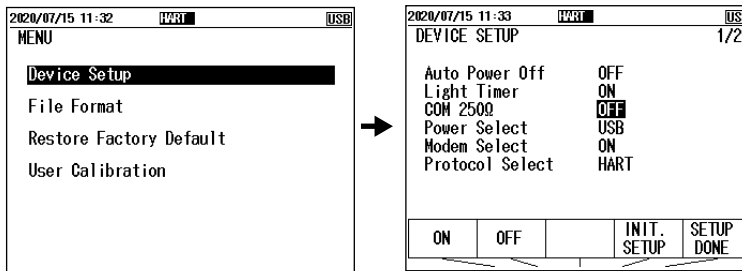 2020/07/15 11:32 HART USB
MENU
Device Setup
File Format
Restore Factory Default
User Calibration
2020/07/15 11:33 HART US
DEVICE SETUP 1/2
Auto Power Off OFF
Light Timer ON
COM 250Ω OFF
Power Select USB
Modem Select ON
Protocol Select HART
ON OFF INIT. SETUP SETUP DONE